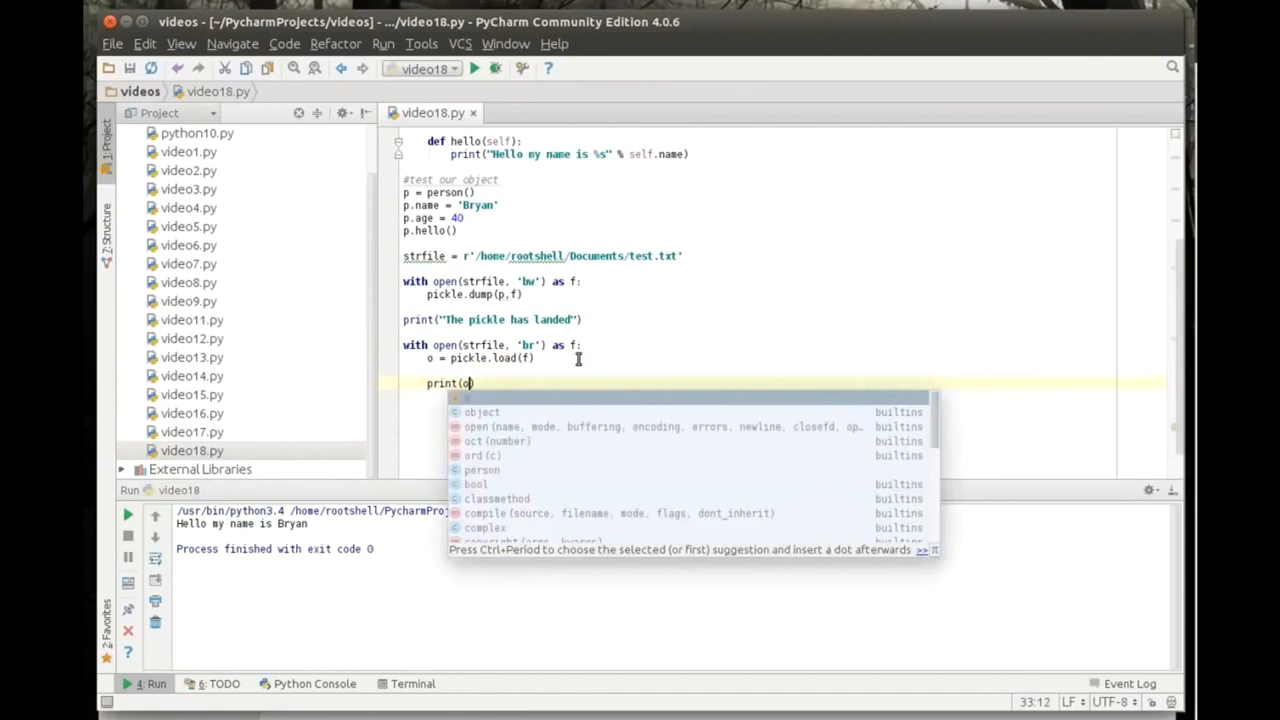 videos - [~/PycharmProjects/videos] - .../video18.py - PyCharm Community Edition 4.0.6
File Edit View Navigate Code Refactor Run Tools VCS Window Help
video18
videos video18.py
Project
video18.py
1: Project
7: Structure
2: Favorites
python10.py
video1.py
video2.py
video3.py
video4.py
video5.py
video6.py
video7.py
video8.py
video9.py
video11.py
video12.py
video13.py
video14.py
video15.py
video16.py
video17.py
video18.py
External Libraries
def hello(self):
print("Hello my name is %s" % self.name)
#test our object
p = person()
p.name = 'Bryan'
p.age = 40
p.hello()
strfile = r'/home/rootshell/Documents/test.txt'
with open(strfile, 'bw') as f:
pickle.dump(p,f)
print("The pickle has landed")
with open(strfile, 'br') as f:
o = pickle.load(f)
print(o)
o
object builtins
open(name, mode, buffering, encoding, errors, newline, closefd, op… builtins
oct(number) builtins
ord(c) builtins
person
bool builtins
classmethod builtins
compile(source, filename, mode, flags, dont_inherit) builtins
complex builtins
Press Ctrl+Period to choose the selected (or first) suggestion and insert a dot afterwards >> π
Run video18
/usr/bin/python3.4 /home/rootshell/PycharmProj
Hello my name is Bryan
Process finished with exit code 0
4: Run 6: TODO Python Console Terminal Event Log
33:12 LF UTF-8